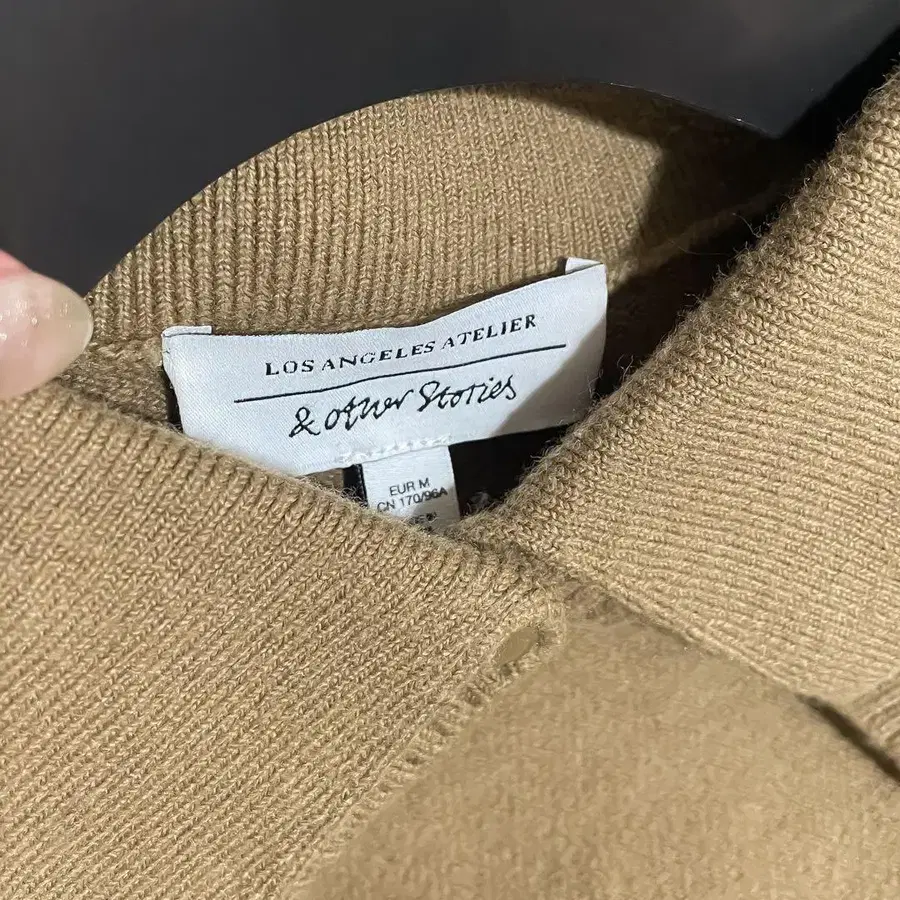 LOS ANGELES ATELIER
& other Stories
EUR M
CN 170/96A